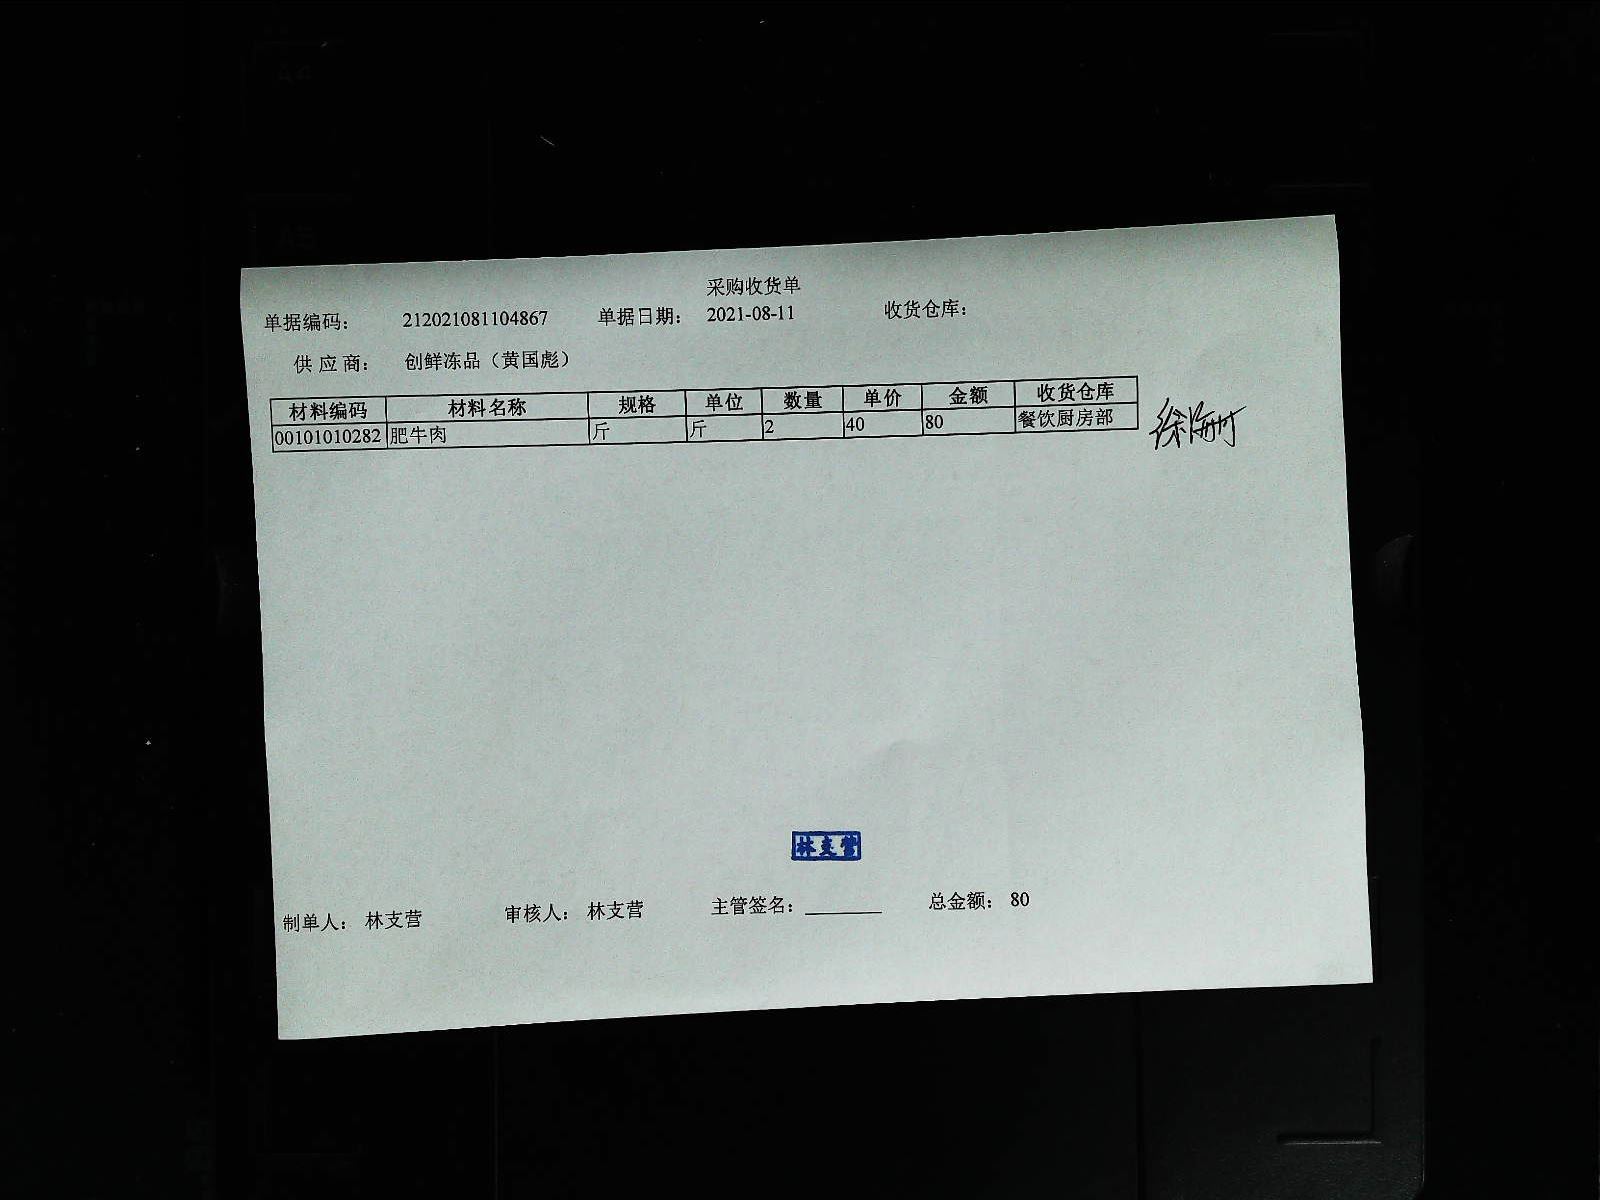 采购收货单
单据编码： 212021081104867 单据日期： 2021-08-11 收货仓库：
供 应 商： 创鲜冻品（黄国彪）
材料编码 材料名称 规格 单位 数量 单价 金额 收货仓库
00101010282 肥牛肉 斤 斤 2 40 80 餐饮厨房部
林支营
制单人： 林支营 审核人： 林支营 主管签名：________ 总金额： 80